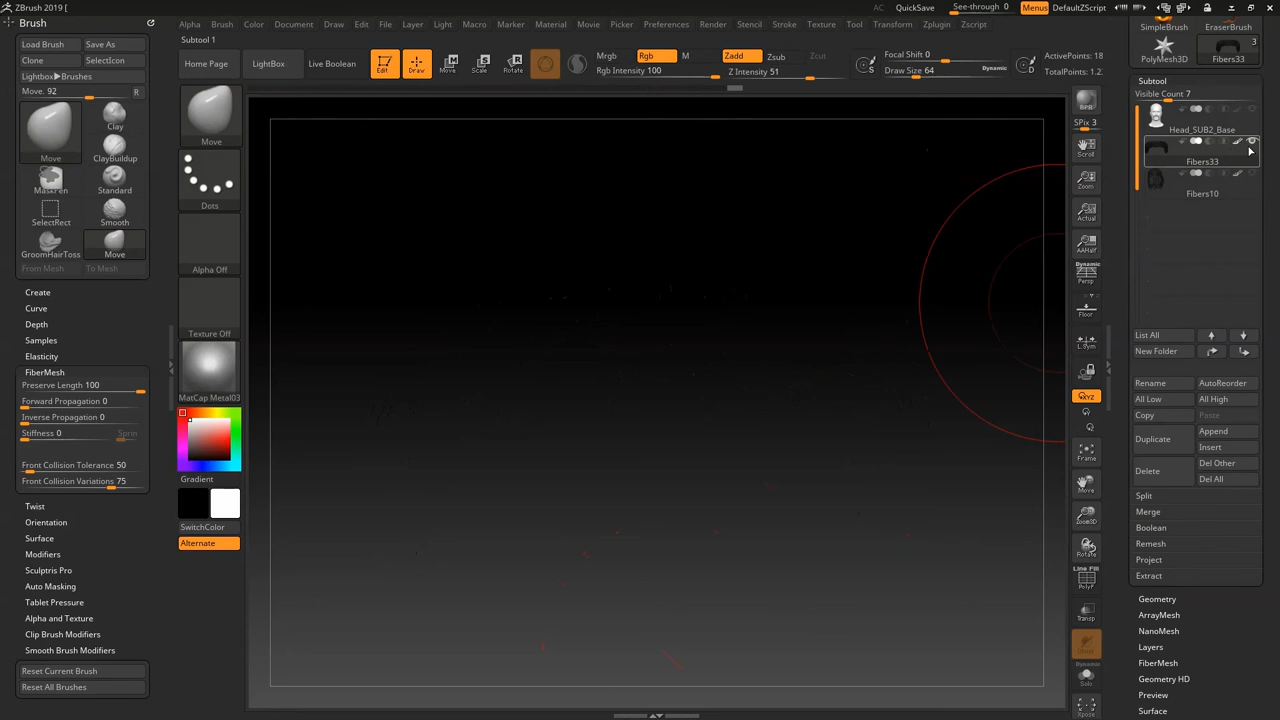 ZBrush 2019 [
AC
QuickSave
See-through 0
Menus
DefaultZScript
Alpha Brush Color Document Draw Edit File Layer Light Macro Marker Material Movie Picker Preferences Render Stencil Stroke Texture Tool Transform Zplugin Zscript
Brush
Load Brush
Save As
Clone
SelectIcon
Lightbox▶Brushes
Move. 92
R
Move
Clay
ClayBuildup
MaskPen
Standard
SelectRect
Smooth
GroomHairToss
Move
From Mesh
To Mesh
Create
Curve
Depth
Samples
Elasticity
FiberMesh
Preserve Length 100
Forward Propagation 0
Inverse Propagation 0
Stiffness 0
Sprin
Front Collision Tolerance 50
Front Collision Variations 75
Twist
Orientation
Surface
Modifiers
Sculptris Pro
Auto Masking
Tablet Pressure
Alpha and Texture
Clip Brush Modifiers
Smooth Brush Modifiers
Reset Current Brush
Reset All Brushes
Subtool 1
Home Page
LightBox
Live Boolean
Edit
Draw
Move
Scale
Rotate
Mrgb
Rgb
M
Rgb Intensity 100
Zadd
Zsub
Zcut
Z Intensity 51
Focal Shift 0
Draw Size 64
Dynamic
S
D
ActivePoints: 18
TotalPoints: 1.2
Move
Dots
Alpha Off
Texture Off
MatCap Metal03
Gradient
SwitchColor
Alternate
BPR
SPix 3
Scroll
Zoom
Actual
AAHalf
Dynamic
Persp
Floor
L.Sym
XYZ
Frame
Move
Zoom3D
Rotate
Line Fill
PolyF
Transp
Dynamic
Solo
Xpose
SimpleBrush
EraserBrush
3
PolyMesh3D
Fibers33
Subtool
Visible Count 7
Head_SUB2_Base
Fibers33
Fibers10
List All
New Folder
Rename
AutoReorder
All Low
All High
Copy
Paste
Duplicate
Append
Insert
Delete
Del Other
Del All
Split
Merge
Boolean
Remesh
Project
Extract
Geometry
ArrayMesh
NanoMesh
Layers
FiberMesh
Geometry HD
Preview
Surface